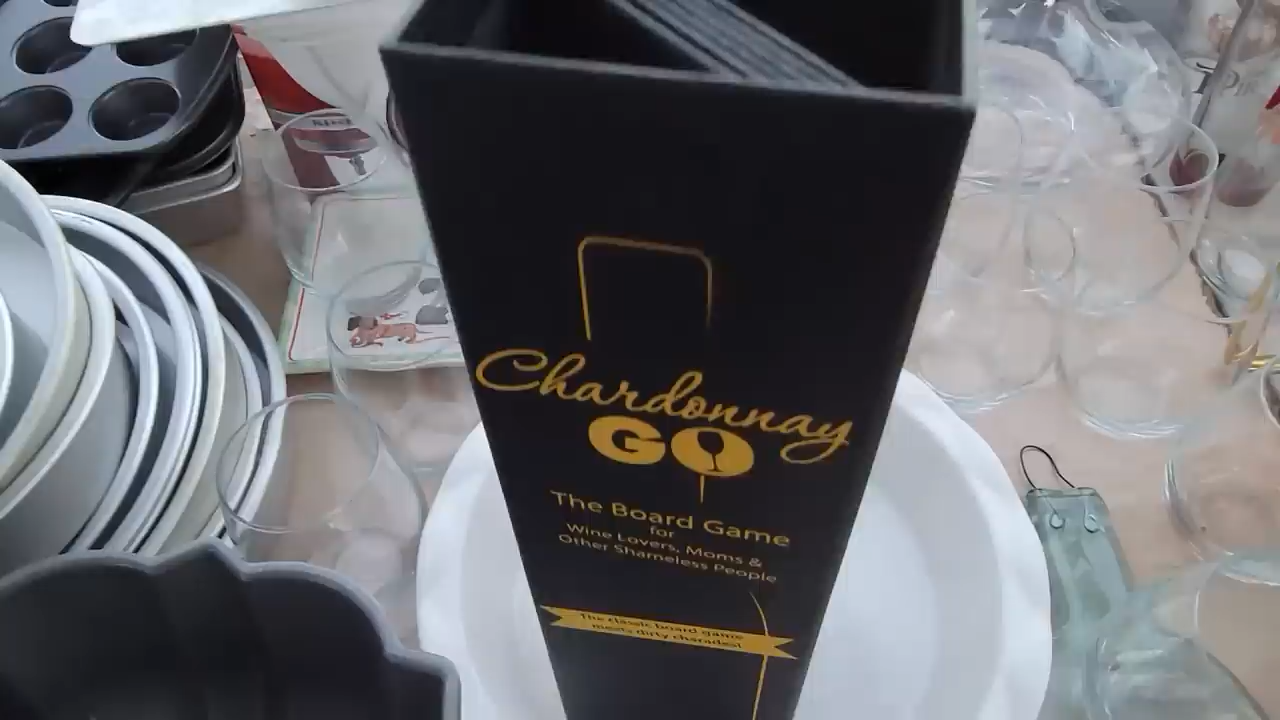 Chardonnay
GO
The Board Game
for
Wine Lovers, Moms &
Other Shameless People
The classic board game
meets dirty charades!